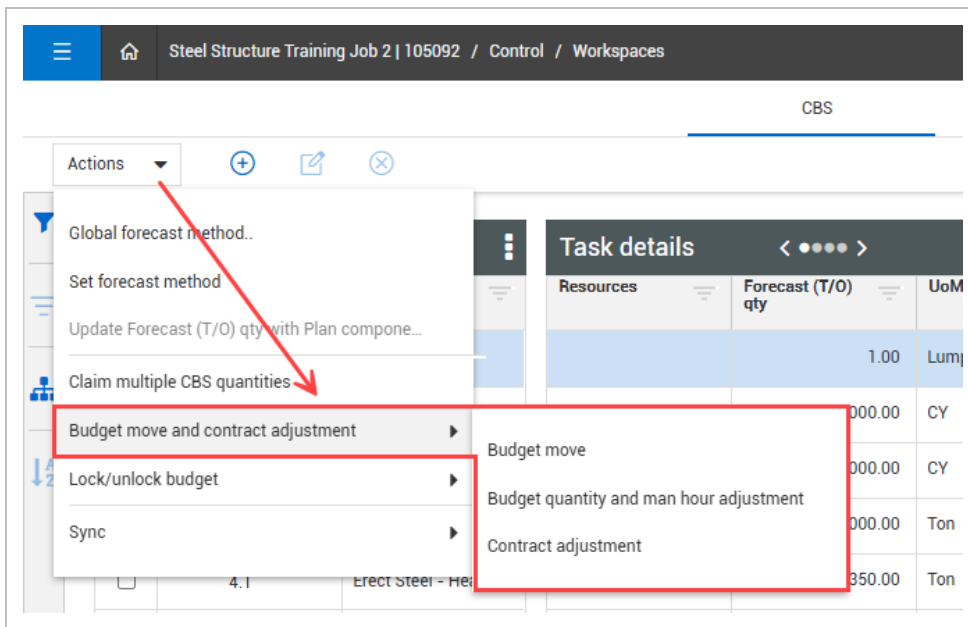 Steel Structure Training Job 2 | 105092 / Control / Workspaces
CBS
Actions
Global forecast method..
Set forecast method
Update Forecast (T/O) qty with Plan compone...
Claim multiple CBS quantities
Budget move and contract adjustment
Lock/unlock budget
Sync
Budget move
Budget quantity and man hour adjustment
Contract adjustment
Task details
Resources
Forecast (T/O)
qty
UoM
1.00
Lump
000.00
CY
000.00
CY
000.00
Ton
4.1
Erect Steel - Hea
350.00
Ton